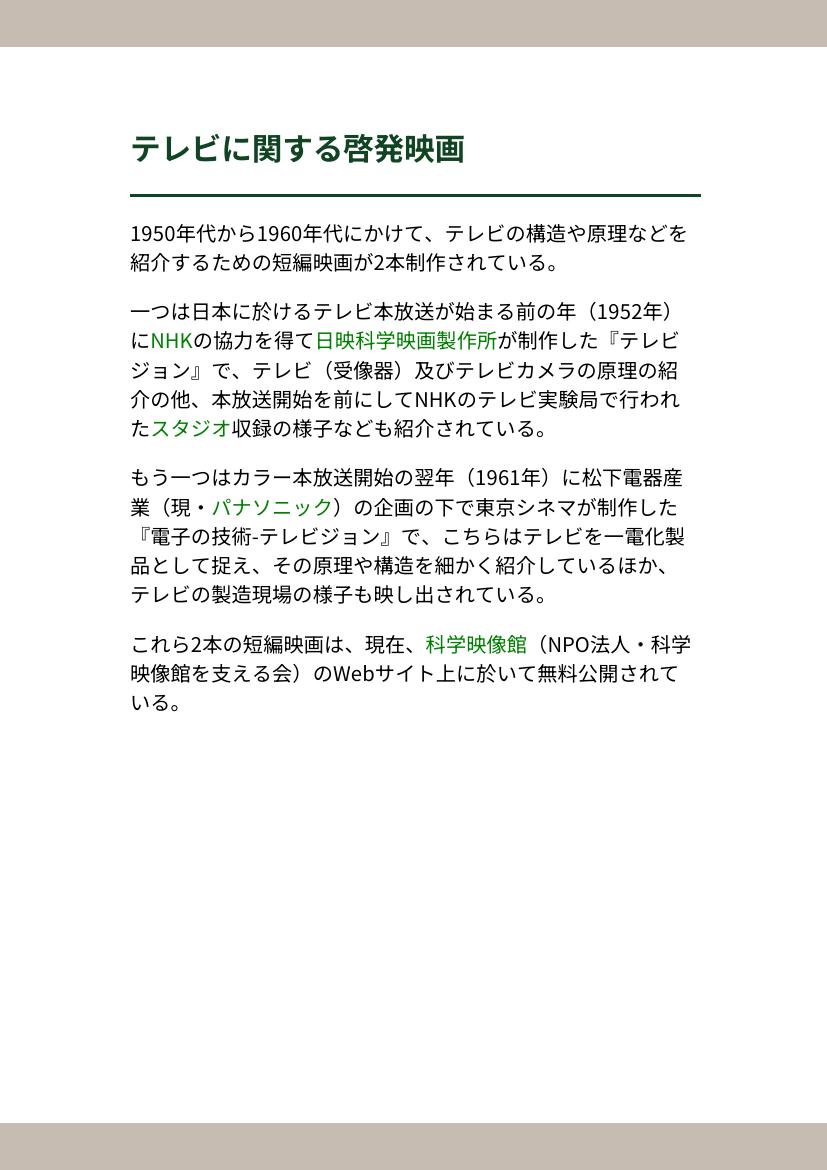 テレビに関する啓発映画
1950年代から1960年代にかけて、テレビの構造や原理などを
紹介するための短編映画が2本制作されている。
一つは日本に於けるテレビ本放送が始まる前の年（1952年）
にNHKの協力を得て日映科学映画製作所が制作した『テレビ
ジョン』で、テレビ（受像器）及びテレビカメラの原理の紹
介の他、本放送開始を前にしてNHKのテレビ実験局で行われ
たスタジオ収録の様子なども紹介されている。
もう一つはカラー本放送開始の翌年（1961年）に松下電器産
業（現・パナソニック）の企画の下で東京シネマが制作した
『電子の技術-テレビジョン』で、こちらはテレビを一電化製
品として捉え、その原理や構造を細かく紹介しているほか、
テレビの製造現場の様子も映し出されている。
これら2本の短編映画は、現在、科学映像館（NPO法人・科学
映像館を支える会）のWebサイト上に於いて無料公開されて
いる。